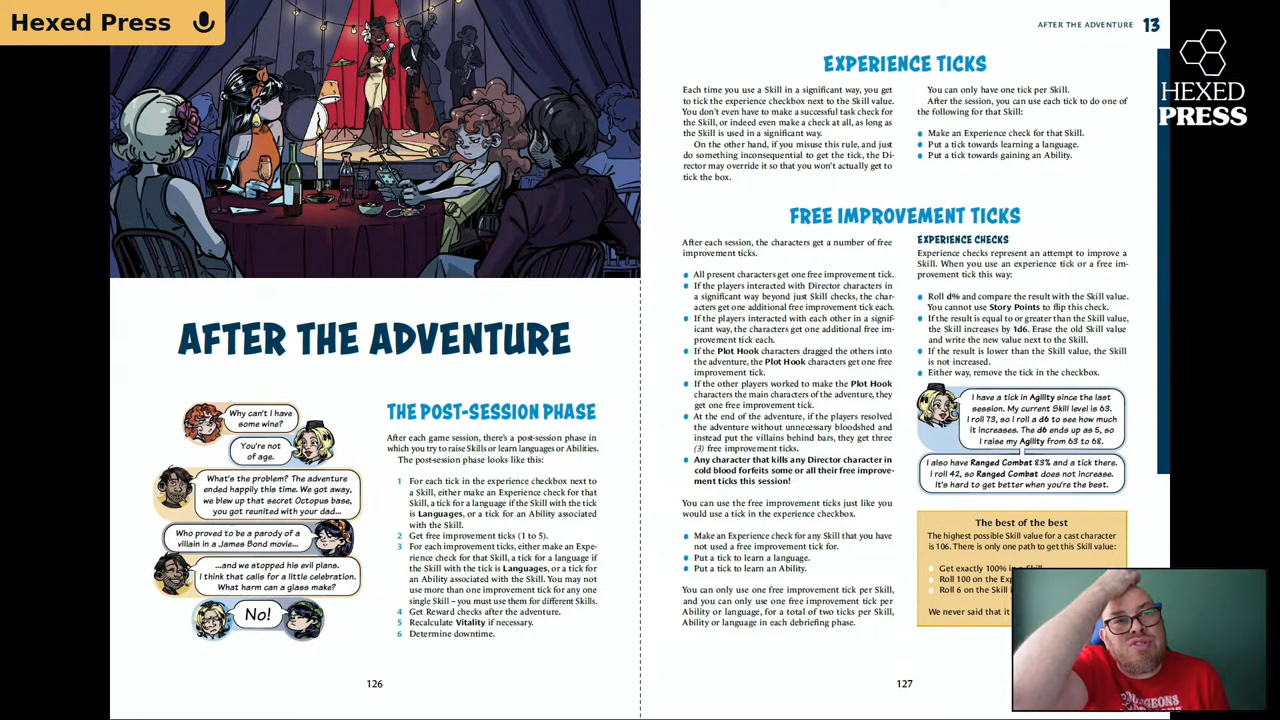 Hexed Press
AFTER THE ADVENTURE 13
HEXED
PRESS
AFTER THE ADVENTURE
Why can't I have
some wine?
You're not
of age.
What's the problem? The adventure
ended happily this time. We got away,
we blew up that secret Octopus base,
you got reunited with your dad...
Who proved to be a parody of a
villain in a James Bond movie...
...and we stopped his evil plane.
I think that calls for a little celebration.
What harm can a glass make?
No!
THE POST-SESSION PHASE
After each game session, there's a post-session phase in
which you try to raise Skills or learn languages or Abilities.
The post-session phase looks like this:
1 For each tick in the experience checkbox next to
a Skill, either make an Experience check for that
Skill, a tick for a language if the Skill with the tick
is Languages, or a tick for an Ability associated
with the Skill.
2 Get free improvement ticks (1 to 5).
3 For each improvement ticks, either make an Expe-
rience check for that Skill, a tick for a language if
the Skill with the tick is Languages, or a tick for
an Ability associated with the Skill. You may not
use more than one improvement tick for any one
single Skill – you must use them for different Skills.
4 Get Reward checks after the adventure.
5 Recalculate Vitality if necessary.
6 Determine downtime.
126
EXPERIENCE TICKS
Each time you use a Skill in a significant way, you get
to tick the experience checkbox next to the Skill value.
You don't even have to make a successful task check for
the Skill, or indeed even make a check at all, as long as
the Skill is used in a significant way.
On the other hand, if you misuse this rule, and just
do something inconsequential to get the tick, the Di-
rector may override it so that you won't actually get to
tick the box.
You can only have one tick per Skill.
After the session, you can use each tick to do one of
the following for that Skill:
Make an Experience check for that Skill.
Put a tick towards learning a language.
Put a tick towards gaining an Ability.
FREE IMPROVEMENT TICKS
After each session, the characters get a number of free
improvement ticks.
All present characters get one free improvement tick.
If the players interacted with Director characters in
a significant way beyond just Skill checks, the char-
acters get one additional free improvement tick each.
If the players interacted with each other in a signif-
icant way, the characters get one additional free im-
provement tick each.
If the Plot Hook characters dragged the others into
the adventure, the Plot Hook characters get one free
improvement tick.
If the other players worked to make the Plot Hook
characters the main characters of the adventure, they
get one free improvement tick.
At the end of the adventure, if the players resolved
the adventure without unnecessary bloodshed and
instead put the villains behind bars, they get three
(3) free improvement ticks.
Any character that kills any Director character in
cold blood forfeits some or all their free improve-
ment ticks this session!
You can use the free improvement ticks just like you
would use a tick in the experience checkbox.
Make an Experience check for any Skill that you have
not used a free improvement tick for.
Put a tick to learn a language.
Put a tick to learn an Ability.
You can only use one free improvement tick per Skill,
and you can only use one free improvement tick per
Ability or language, for a total of two ticks per Skill,
Ability or language in each debriefing phase.
EXPERIENCE CHECKS
Experience checks represent an attempt to improve a
Skill. When you use an experience tick or a free im-
provement tick this way:
Roll d% and compare the result with the Skill value.
You cannot use Story Points to flip this check.
If the result is equal to or greater than the Skill value,
the Skill increases by 1d6. Erase the old Skill value
and write the new value next to the Skill.
If the result is lower than the Skill value, the Skill
is not increased.
Either way, remove the tick in the checkbox.
I have a tick in Agility since the last
session. My current Skill level is 63.
I roll 73, so I roll a d6 to see how much
it increases. The d6 ends up as 5, so
I raise my Agility from 63 to 68.
I also have Ranged Combat 83% and a tick there.
I roll 42, so Ranged Combat does not increase.
It's hard to get better when you're the best.
The best of the best
The highest possible Skill value for a cast character
is 106. There is only one path to get this Skill value:
Get exactly 100% in a Skill.
Roll 100 on the Exp
Roll 6 on the Skill i
We never said that it
127